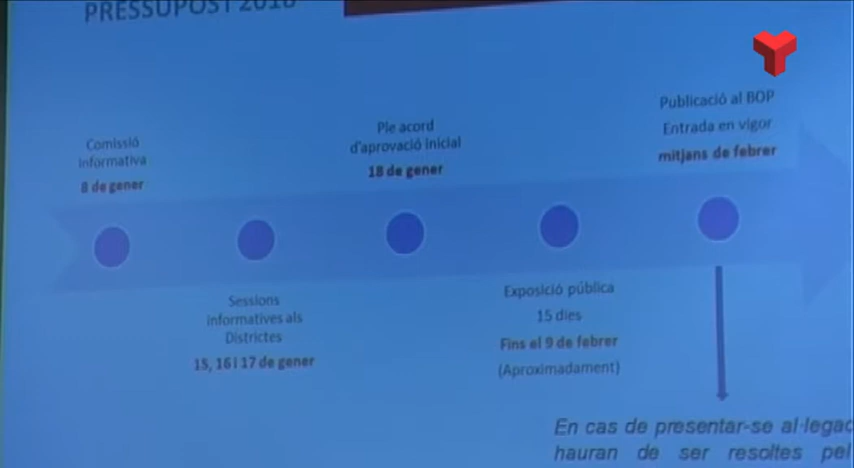 PRESSUPOST 2018
Comissió
informativa
8 de gener
Sessions
informatives als
Districtes
15, 16 i 17 de gener
Ple acord
d'aprovació inicial
18 de gener
Exposició pública
15 dies
Fins el 9 de febrer
(Aproximadament)
Publicació al BOP
Entrada en vigor
mitjans de febrer
En cas de presentar-se al·legac
hauran de ser resoltes pel